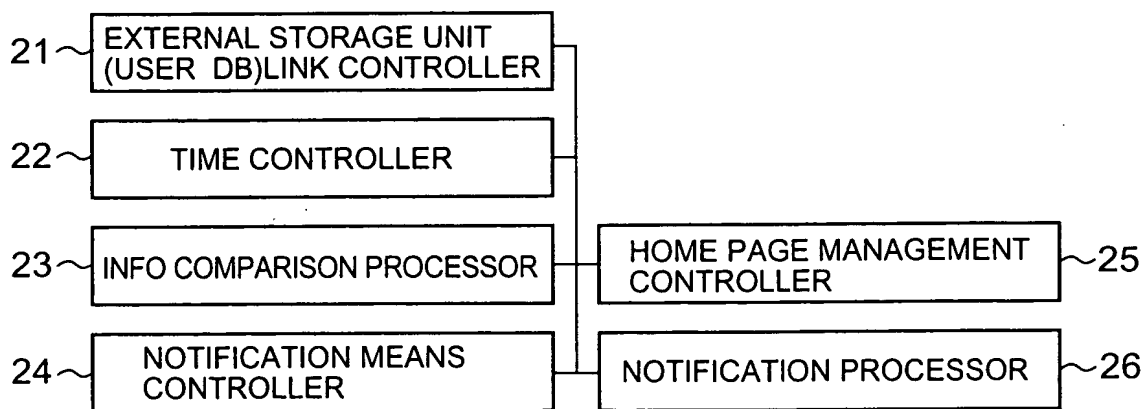 21
EXTERNAL STORAGE UNIT
(USER DB)LINK CONTROLLER
22
TIME CONTROLLER
23
INFO COMPARISON PROCESSOR
HOME PAGE MANAGEMENT
CONTROLLER
25
24
NOTIFICATION MEANS
CONTROLLER
NOTIFICATION PROCESSOR
26